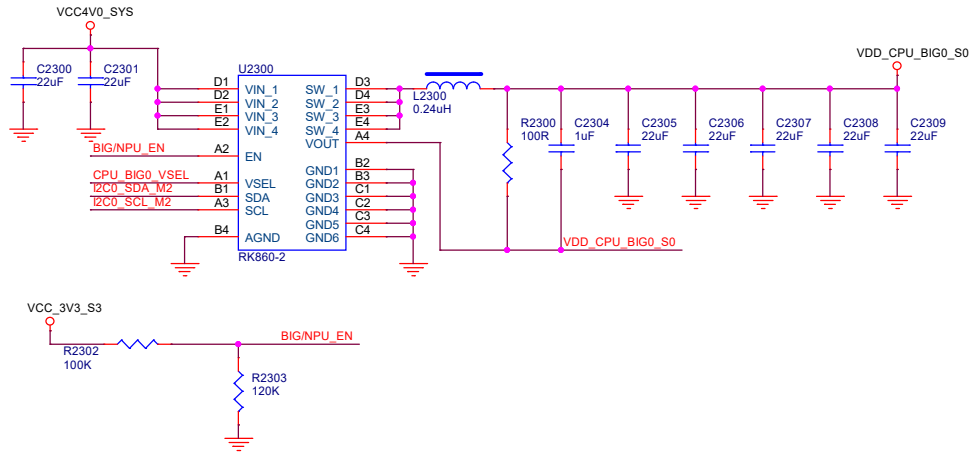 VCC4V0_SYS
VDD_CPU_BIG0_S0
C2300
22uF
C2301
22uF
U2300
D1
D2
E1
E2
VIN_1
VIN_2
VIN_3
VIN_4
SW_1
SW_2
SW_3
SW_4
VOUT
D3
D4
E3
E4
A4
L2300
0.24uH
R2300
100R
C2304
1uF
C2305
22uF
C2306
22uF
C2307
22uF
C2308
22uF
C2309
22uF
BIG/NPU_EN
A2
EN
CPU_BIG0_VSEL
I2C0_SDA_M2
I2C0_SCL_M2
A1
B1
A3
VSEL
SDA
SCL
GND1
GND2
GND3
GND4
GND5
GND6
B2
B3
C1
C2
C3
C4
B4
AGND
RK860-2
VDD_CPU_BIG0_S0
VCC_3V3_S3
R2302
100K
BIG/NPU_EN
R2303
120K